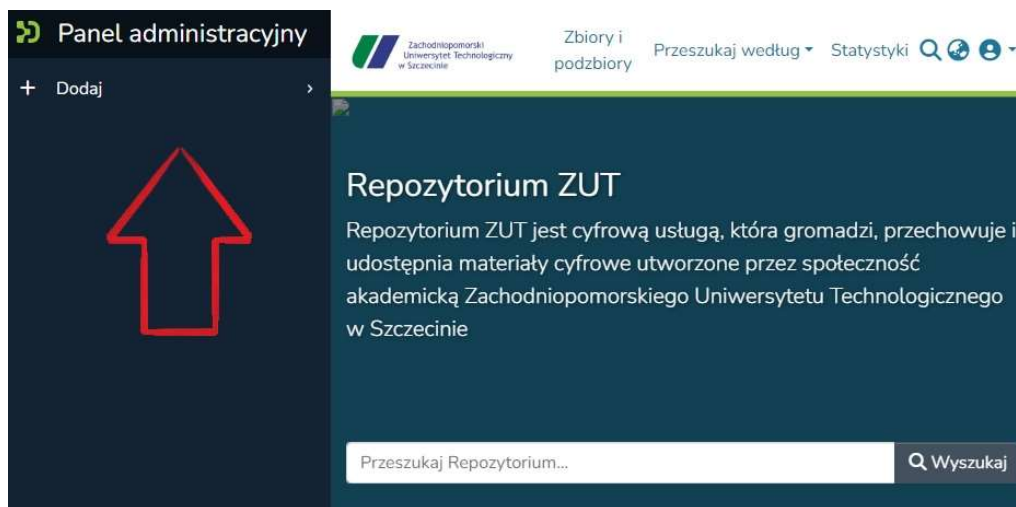 Panel administracyjny
+ Dodaj
Zachodniopomorski
Uniwersytet Technologiczny
w Szczecinie
Zbiory i
podzbiory
Przeszukaj według
Statystyki
Repozytorium ZUT
Repozytorium ZUT jest cyfrową usługą, która gromadzi, przechowuje i
udostępnia materiały cyfrowe utworzone przez społeczność
akademicką Zachodniopomorskiego Uniwersytetu Technologicznego
w Szczecinie
Przeszukaj Repozytorium...
Wyszukaj